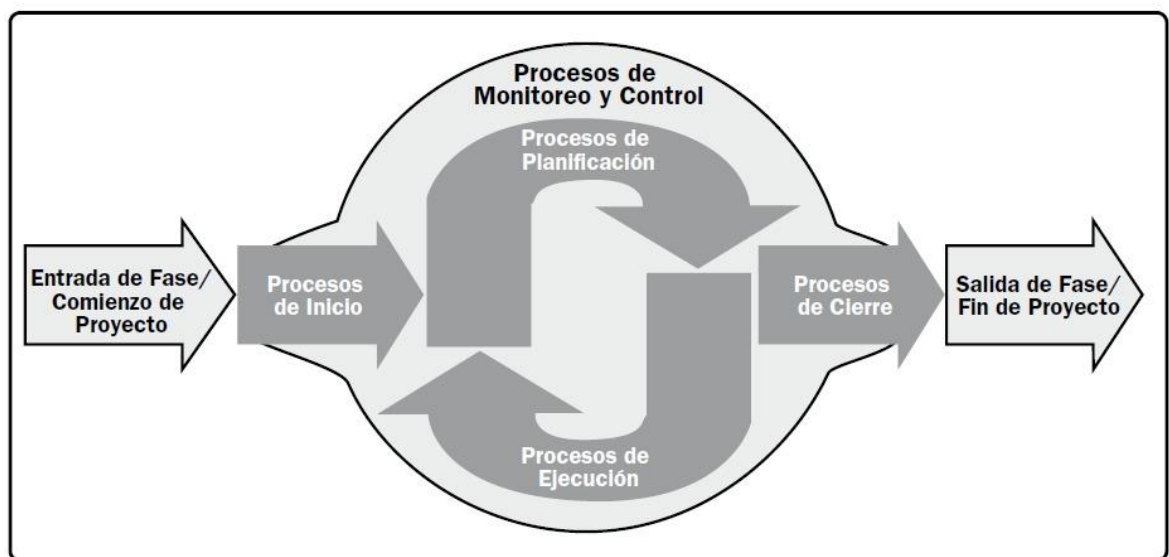 Procesos de
Monitoreo y Control
Procesos de
Planificación
Entrada de Fase/
Comienzo de
Proyecto
Procesos
de Inicio
Procesos
de Cierre
Salida de Fase/
Fin de Proyecto
Procesos de
Ejecución